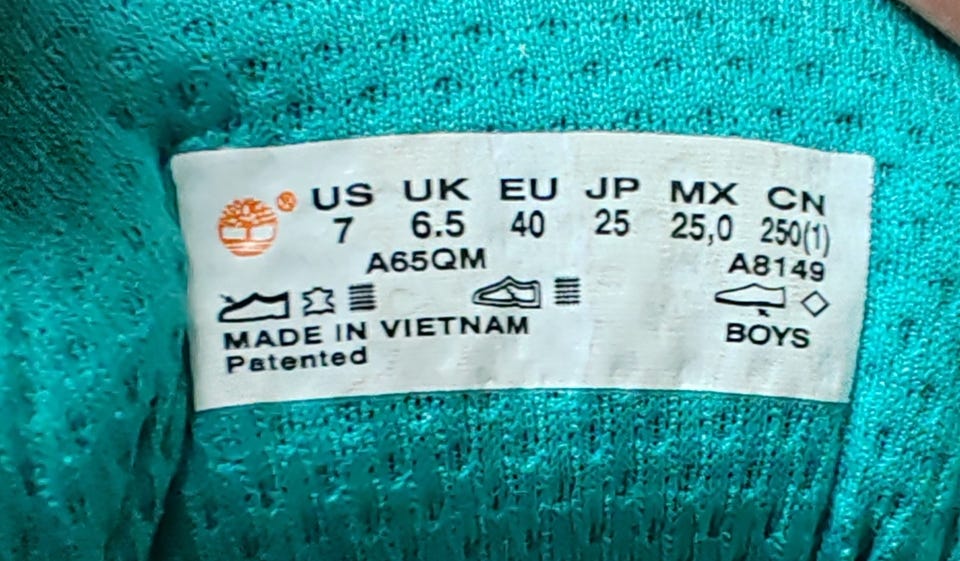 US UK EU JP MX CN
7 6.5 40 25 25,0 250(1)
A65QM A8149
MADE IN VIETNAM BOYS
Patented